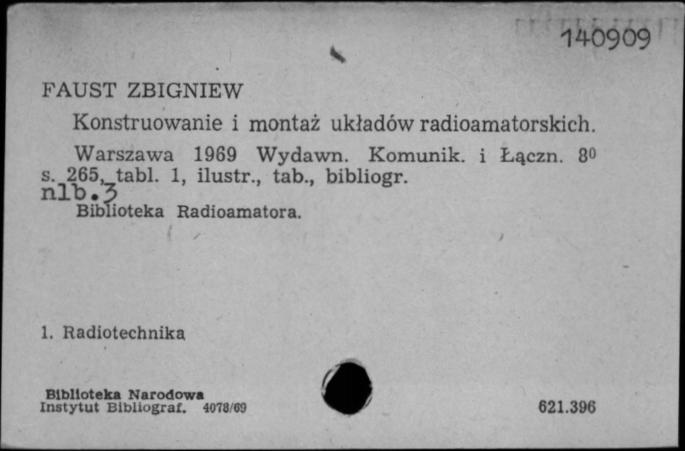 140909
FAUST ZBIGNIEW
Konstruowanie i montaż układów radioamatorskich.
Warszawa 1969 Wydawn. Komunik. i Łączn. 8⁰
s. 265, tabl. 1, ilustr., tab., bibliogr.
nlb. 3
Biblioteka Radioamatora.
1. Radiotechnika
Biblioteka Narodowa
Instytut Bibliograf. 4078/69
621.396